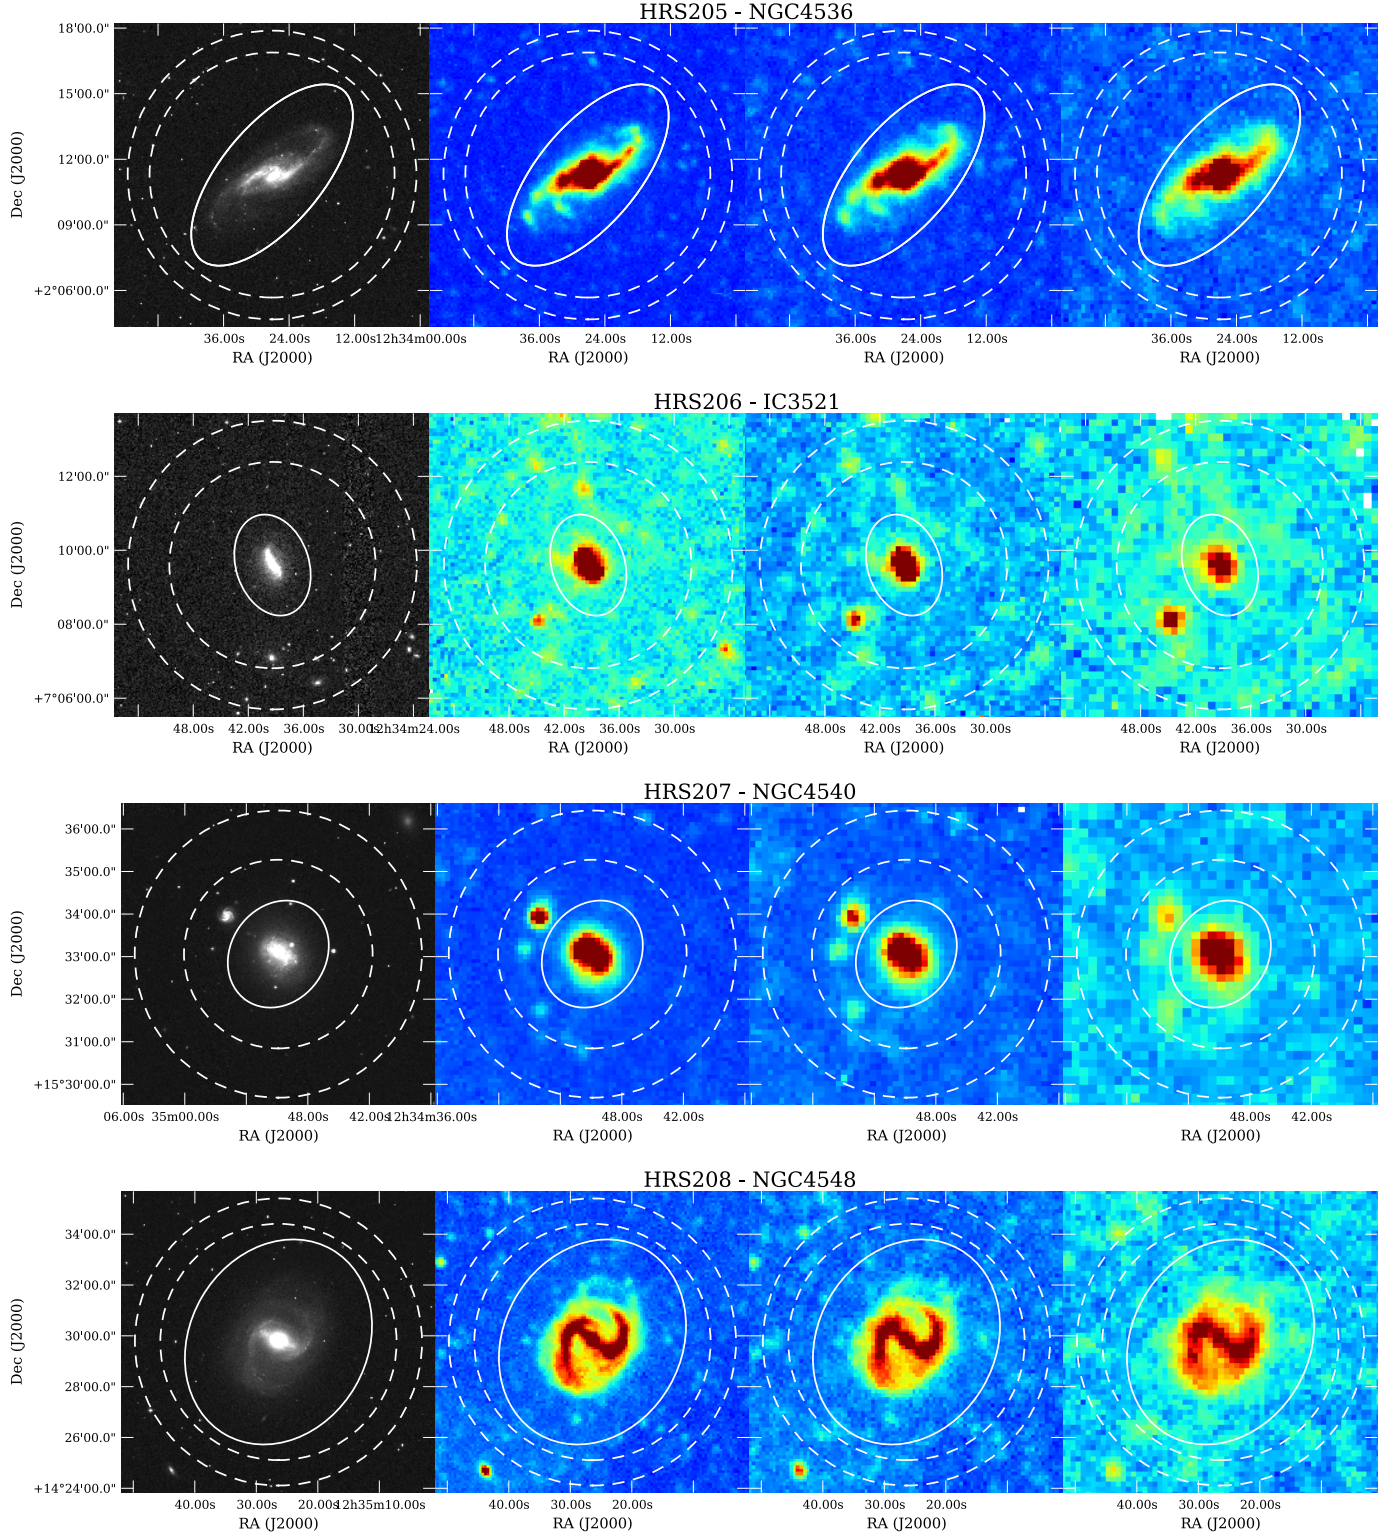 HRS205 - NGC4536
18'00.0"
15'00.0"
12'00.0"
09'00.0"
+2°06'00.0"
Dec (J2000)
36.00s 24.00s 12.00s12h34m00.00s 36.00s 24.00s 12.00s 36.00s 24.00s 12.00s 36.00s 24.00s 12.00s
RA (J2000) RA (J2000) RA (J2000) RA (J2000)
HRS206 - IC3521
12'00.0"
10'00.0"
08'00.0"
+7°06'00.0"
Dec (J2000)
48.00s 42.00s 36.00s 30.00s12h34m24.00s 48.00s 42.00s 36.00s 30.00s 48.00s 42.00s 36.00s 30.00s 48.00s 42.00s 36.00s 30.00s
RA (J2000) RA (J2000) RA (J2000) RA (J2000)
HRS207 - NGC4540
36'00.0"
35'00.0"
34'00.0"
33'00.0"
32'00.0"
31'00.0"
+15°30'00.0"
Dec (J2000)
06.00s 35m00.00s 48.00s 42.00s12h34m36.00s 48.00s 42.00s 48.00s 42.00s 48.00s 42.00s
RA (J2000) RA (J2000) RA (J2000) RA (J2000)
HRS208 - NGC4548
34'00.0"
32'00.0"
30'00.0"
28'00.0"
26'00.0"
+14°24'00.0"
Dec (J2000)
40.00s 30.00s 20.00s12h35m10.00s 40.00s 30.00s 20.00s 40.00s 30.00s 20.00s 40.00s 30.00s 20.00s
RA (J2000) RA (J2000) RA (J2000) RA (J2000)